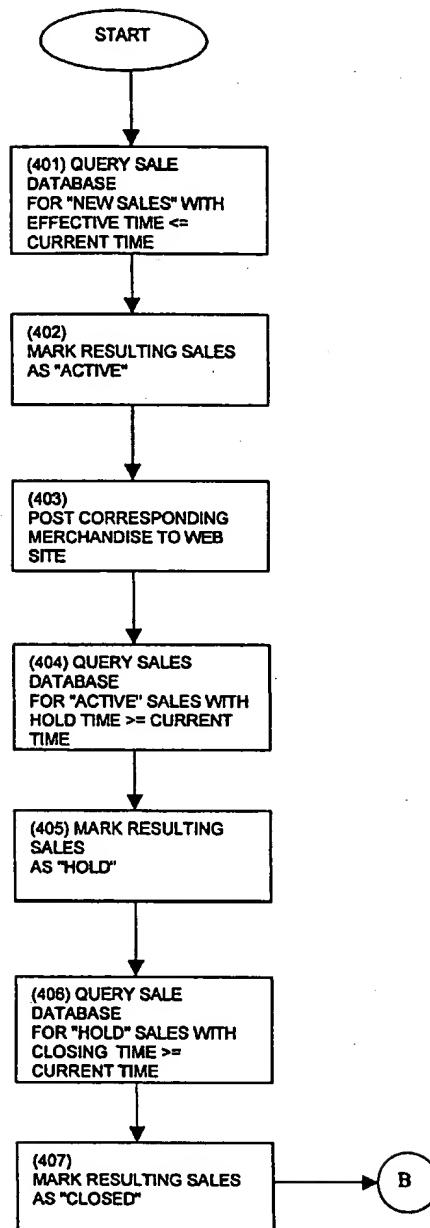 START
(401) QUERY SALE
DATABASE
FOR "NEW SALES" WITH
EFFECTIVE TIME <=
CURRENT TIME
(402)
MARK RESULTING SALES
AS "ACTIVE"
(403)
POST CORRESPONDING
MERCHANDISE TO WEB
SITE
(404) QUERY SALES
DATABASE
FOR "ACTIVE" SALES WITH
HOLD TIME >= CURRENT
TIME
(405) MARK RESULTING
SALES
AS "HOLD"
(406) QUERY SALE
DATABASE
FOR "HOLD" SALES WITH
CLOSING TIME >=
CURRENT TIME
(407)
MARK RESULTING SALES
AS "CLOSED"
B